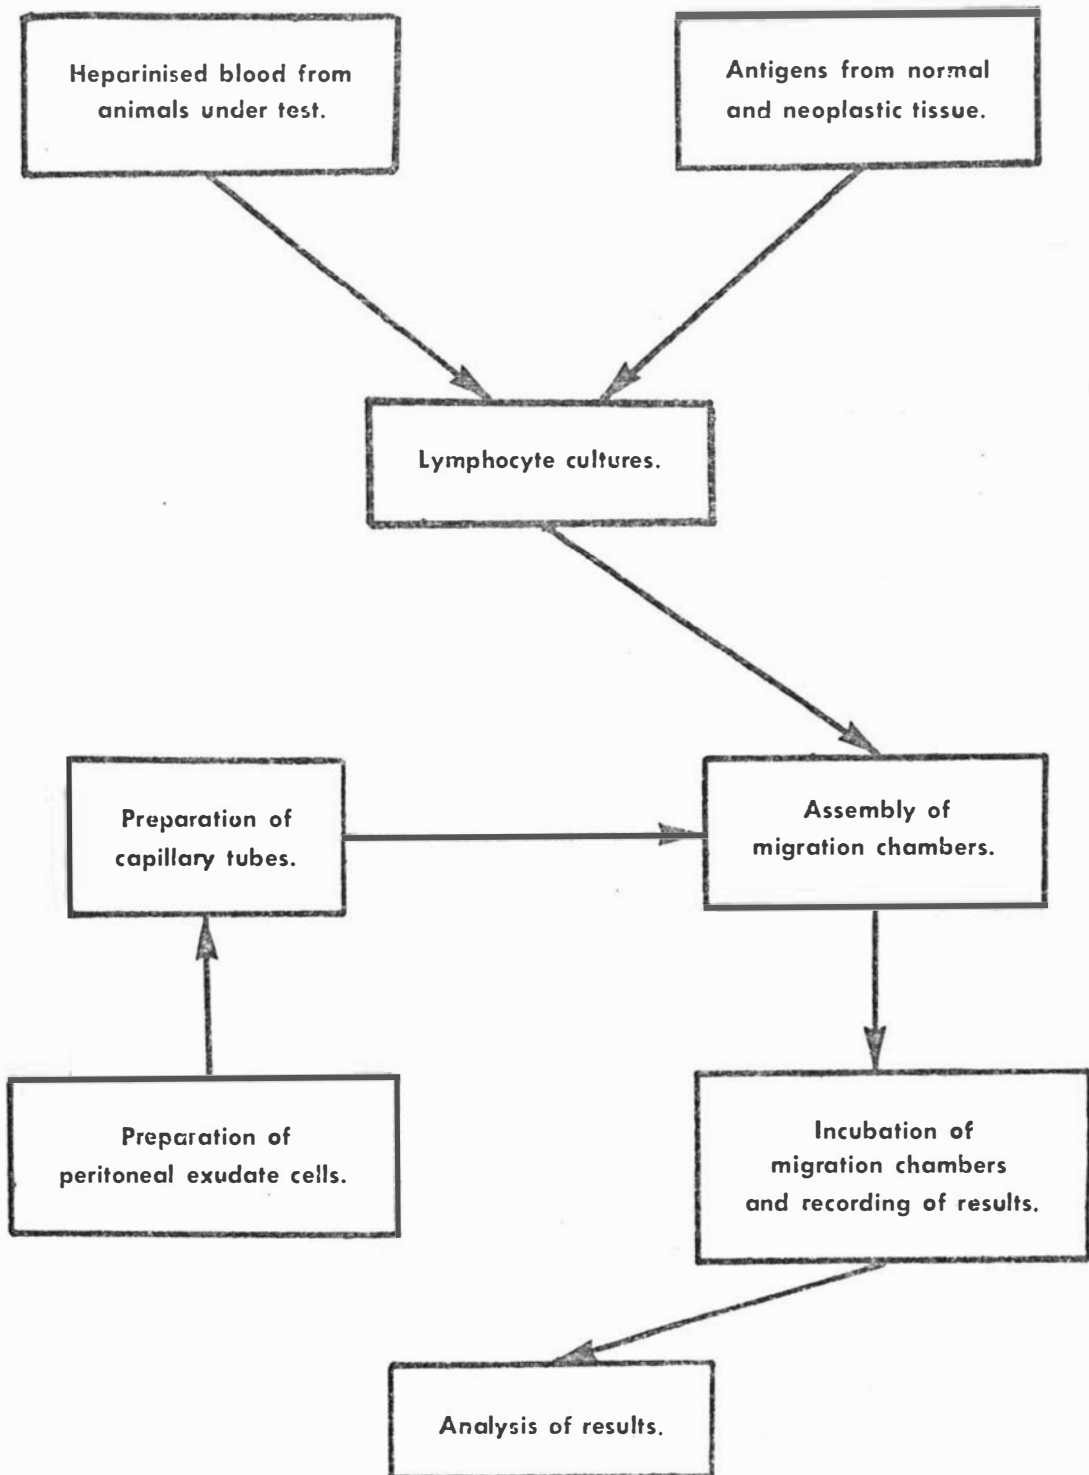 Heparinised blood from
animals under test.
Antigens from normal
and neoplastic tissue.
Lymphocyte cultures.
Preparation of
capillary tubes.
Assembly of
migration chambers.
Preparation of
peritoneal exudate cells.
Incubation of
migration chambers
and recording of results.
Analysis of results.